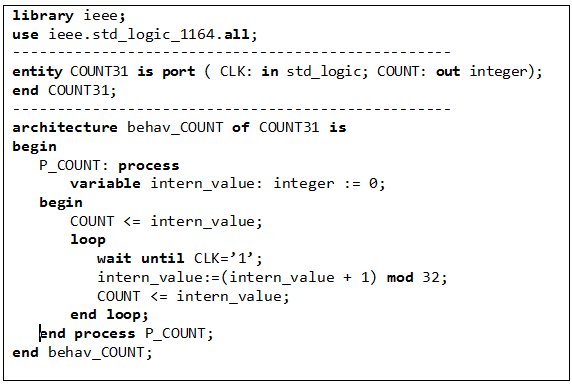 library ieee;
use ieee.std_logic_1164.all;
------------------------------------------------
entity COUNT31 is port ( CLK: in std_logic; COUNT: out integer);
end COUNT31;
------------------------------------------------
architecture behav_COUNT of COUNT31 is
begin
P_COUNT: process
variable intern_value: integer := 0;
begin
COUNT <= intern_value;
loop
wait until CLK=’1’;
intern_value:=(intern_value + 1) mod 32;
COUNT <= intern_value;
end loop;
end process P_COUNT;
end behav_COUNT;